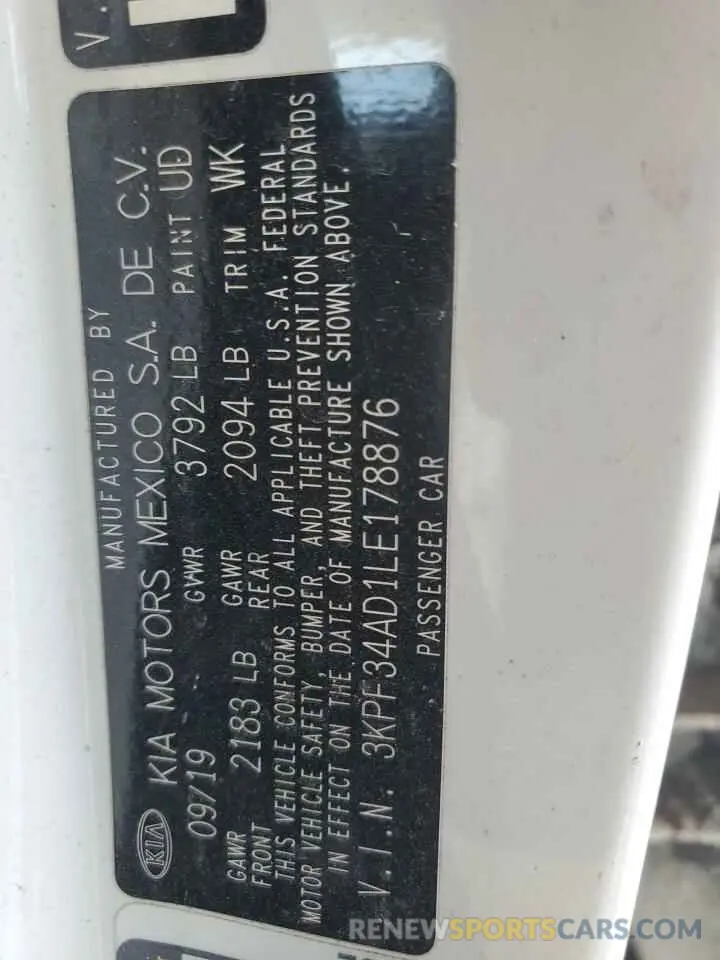 V.
MANUFACTURED BY
KIA KIA MOTORS MEXICO S.A. DE C.V.
09/19 GVWR 3792 LB PAINT UD
GAWR FRONT 2183 LB GAWR REAR 2094 LB TRIM WK
THIS VEHICLE CONFORMS TO ALL APPLICABLE U.S.A. FEDERAL
MOTOR VEHICLE SAFETY, BUMPER, AND THEFT PREVENTION STANDARDS
IN EFFECT ON THE DATE OF MANUFACTURE SHOWN ABOVE.
V.I.N. 3KPF34AD1LE178876
PASSENGER CAR
RENEWSPORTSCARS.COM